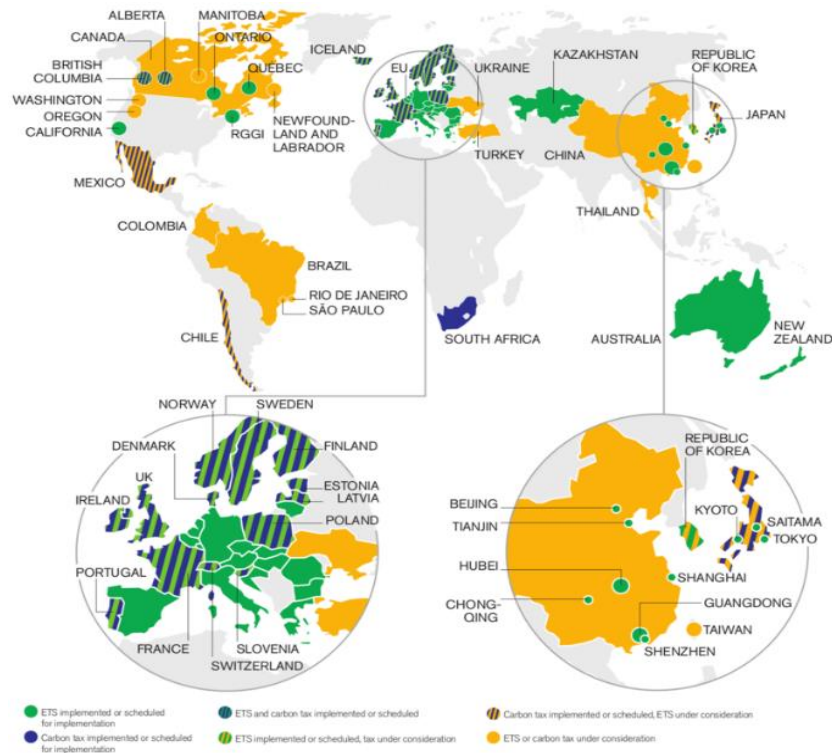 ALBERTA
MANITOBA
CANADA
ONTARIO
BRITISH
COLUMBIA
QUEBEC
WASHINGTON
OREGON
CALIFORNIA
RGGI
NEWFOUND-
LAND AND
LABRADOR
MEXICO
ICELAND
EU
UKRAINE
KAZAKHSTAN
REPUBLIC
OF KOREA
JAPAN
TURKEY
CHINA
THAILAND
COLOMBIA
BRAZIL
RIO DE JANEIRO
SÃO PAULO
CHILE
SOUTH AFRICA
AUSTRALIA
NEW
ZEALAND
NORWAY
SWEDEN
DENMARK
FINLAND
UK
ESTONIA
LATVIA
IRELAND
POLAND
PORTUGAL
FRANCE
SLOVENIA
SWITZERLAND
REPUBLIC
OF KOREA
BEIJING
KYOTO
SAITAMA
TIANJIN
TOKYO
HUBEI
SHANGHAI
CHONG-
QING
GUANGDONG
TAIWAN
SHENZHEN
ETS implemented or scheduled
for implementation
Carbon tax implemented or scheduled
for implementation
ETS and carbon tax implemented or scheduled
ETS implemented or scheduled, tax under consideration
Carbon tax implemented or scheduled, ETS under consideration
ETS or carbon tax under consideration